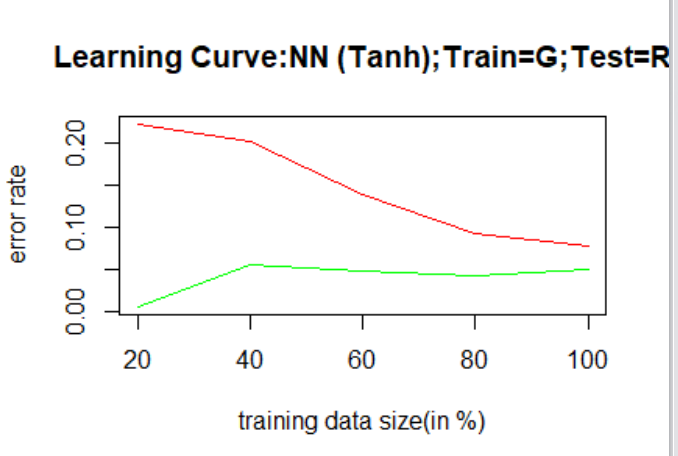 Learning Curve:NN (Tanh);Train=G;Test=R
error rate
0.20
0.10
0.00
20 40 60 80 100
training data size(in %)